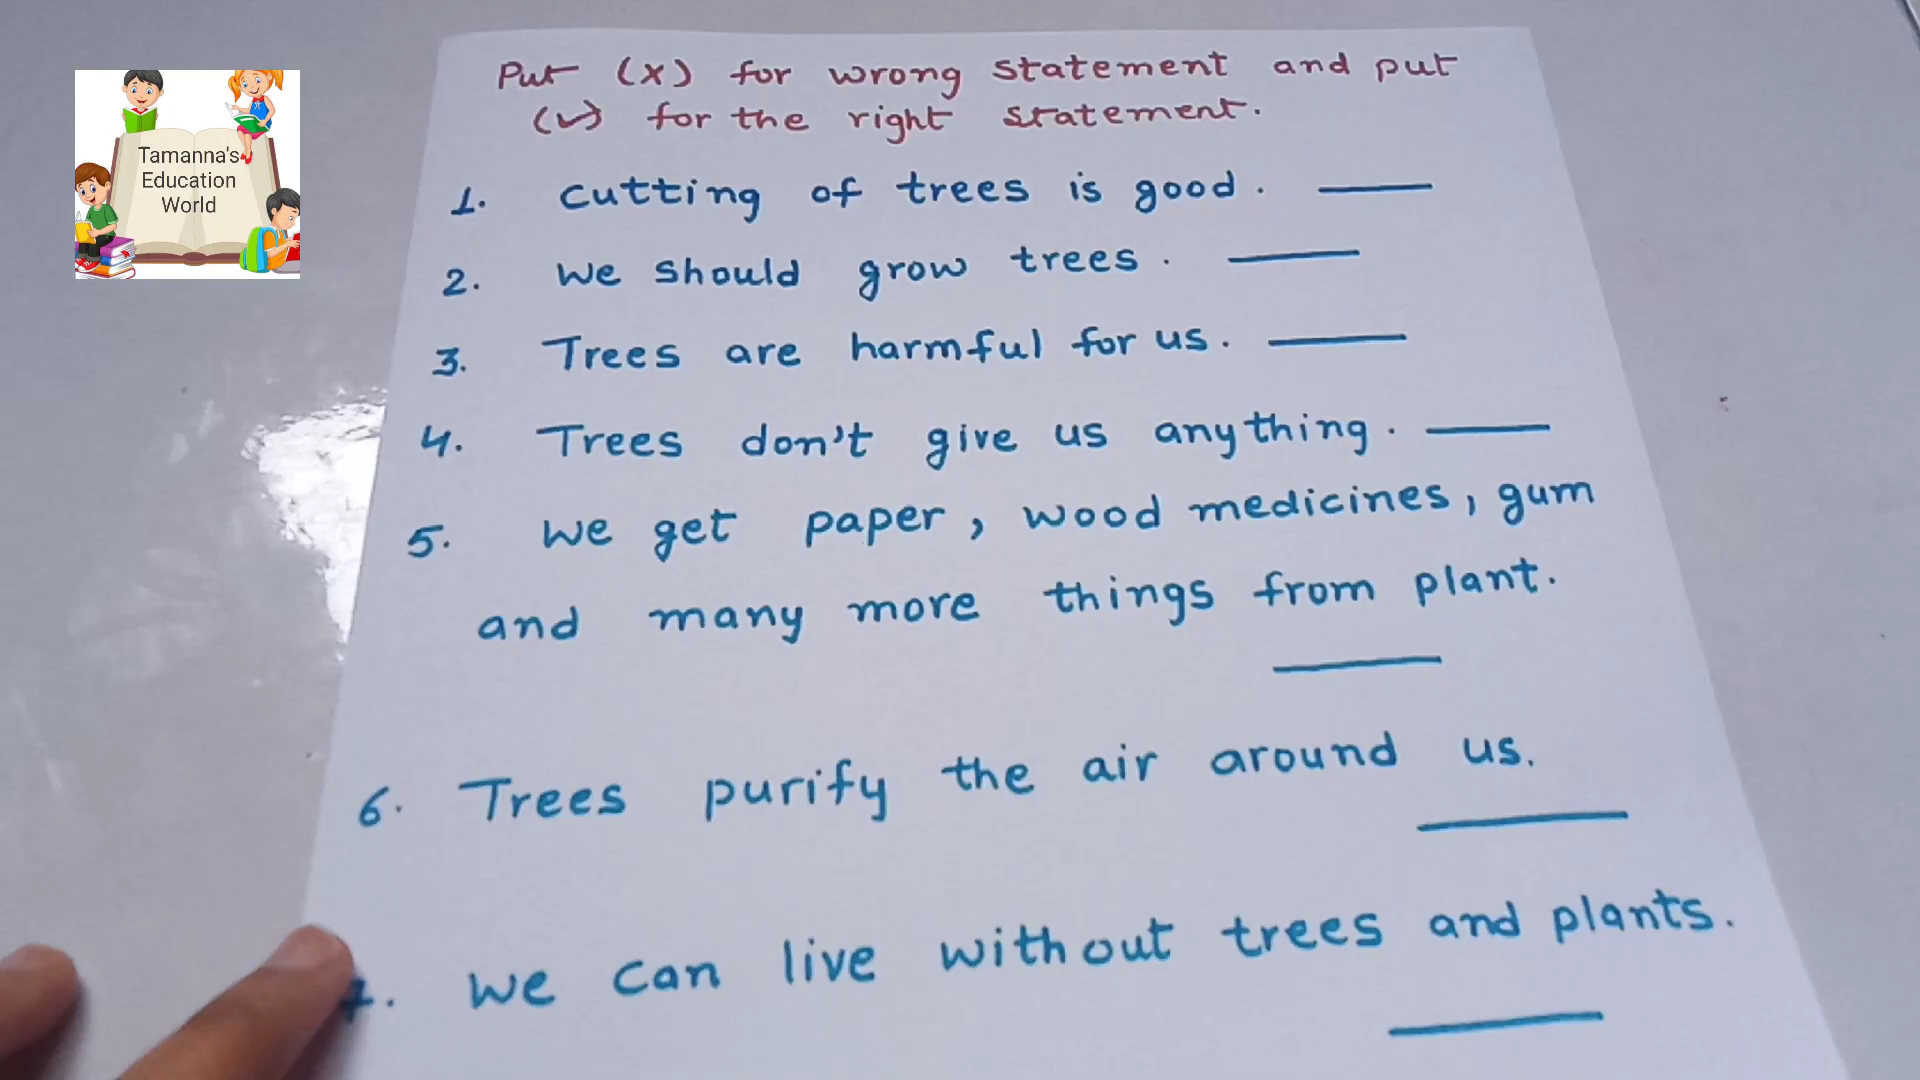 Tamanna's
Education
World
Put (x) for wrong statement and put
(✓) for the right statement.
1. cutting of trees is good.
2. we should grow trees.
3. Trees are harmful for us.
4. Trees don't give us anything.
5. we get paper, wood medicines, gum
and many more things from plant.
6. Trees purify the air around us.
7. we can live without trees and plants.